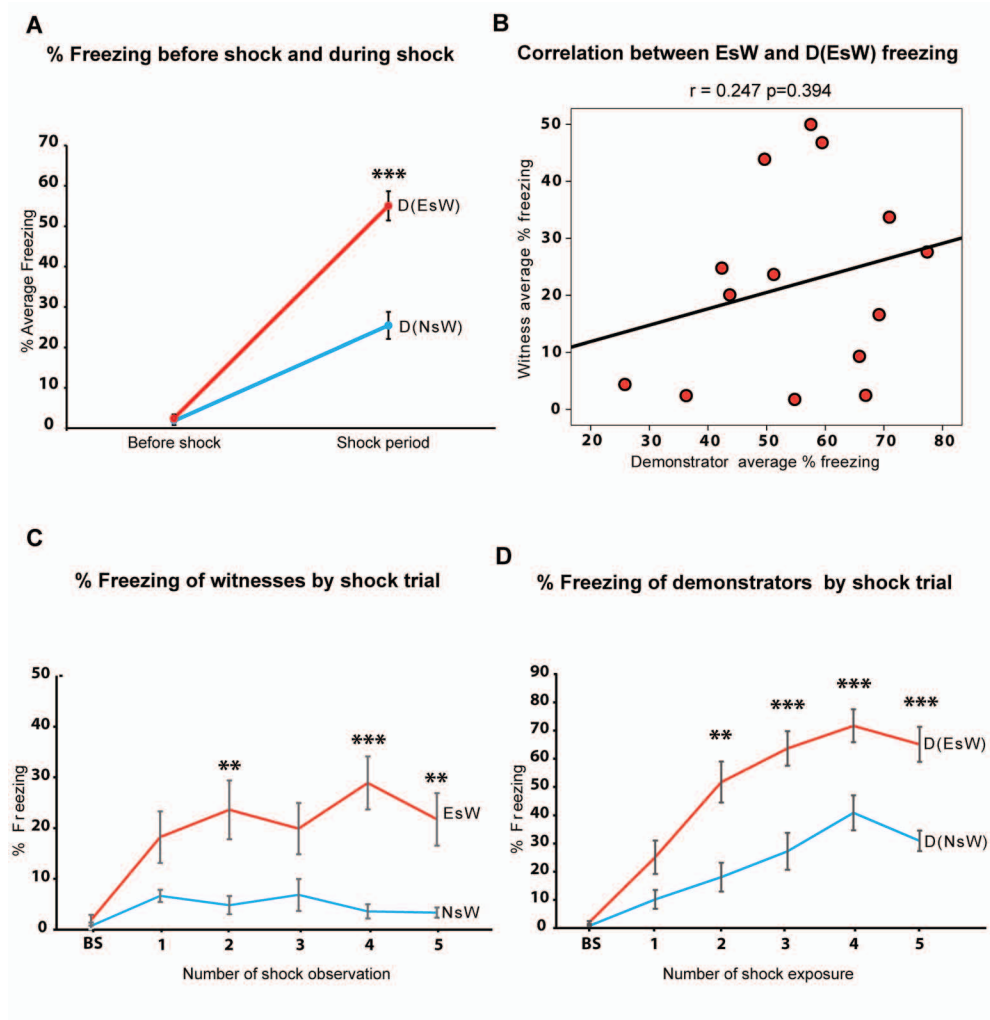 A
% Freezing before shock and during shock
% Average Freezing
70
60
50
40
30
20
10
0
***
D(EsW)
D(NsW)
Before shock
Shock period
B
Correlation between EsW and D(EsW) freezing
r = 0.247 p=0.394
Witness average % freezing
50
40
30
20
10
0
20 30 40 50 60 70 80
Demonstrator average % freezing
C
% Freezing of witnesses by shock trial
% Freezing
50
40
30
20
10
0
**
***
**
EsW
NsW
BS 1 2 3 4 5
Number of shock observation
D
% Freezing of demonstrators by shock trial
% Freezing
90
80
70
60
50
40
30
20
10
0
**
***
***
***
D(EsW)
D(NsW)
BS 1 2 3 4 5
Number of shock exposure